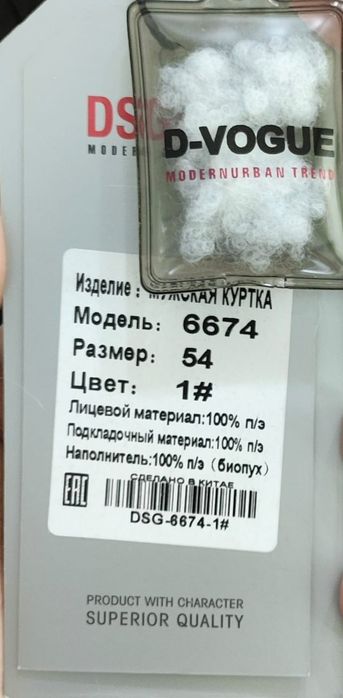 DSG
D-VOGUE
MODERNURBAN TREND
Изделие : МУЖСКАЯ КУРТКА
Модель: 6674
Размер: 54
Цвет: 1#
Лицевой материал:100% п/э
Подкладочный материал:100% п/э
Наполнитель:100% п/э (биопух)
СДЕЛАНО В КИТАЕ
EAC
DSG-6674-1#
PRODUCT WITH CHARACTER
SUPERIOR QUALITY